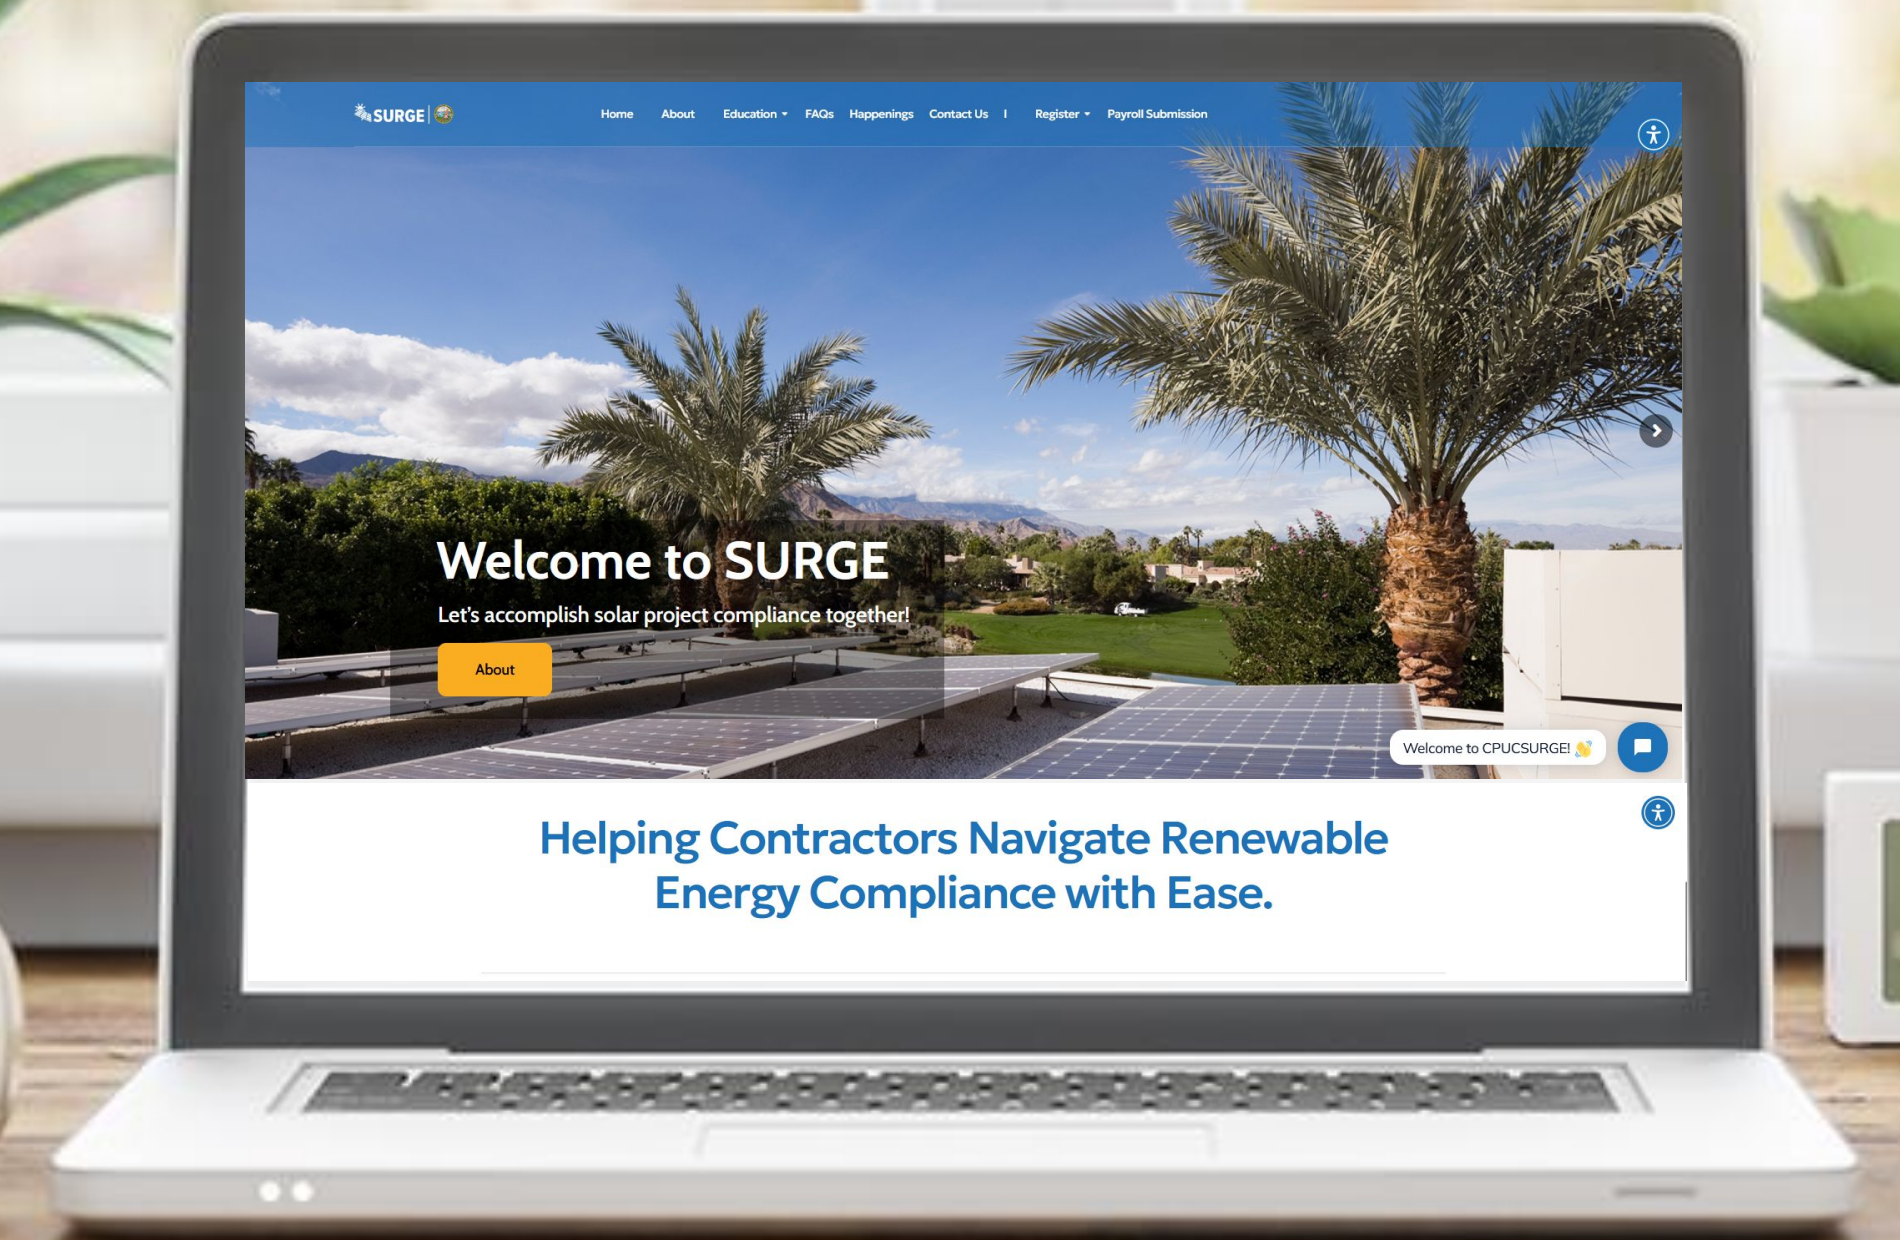 SURGE
Home About Education FAQs Happenings Contact Us | Register Payroll Submission
Welcome to SURGE
Let's accomplish solar project compliance together!
About
Welcome to CPUCSURGE! 👋
Helping Contractors Navigate Renewable
Energy Compliance with Ease.